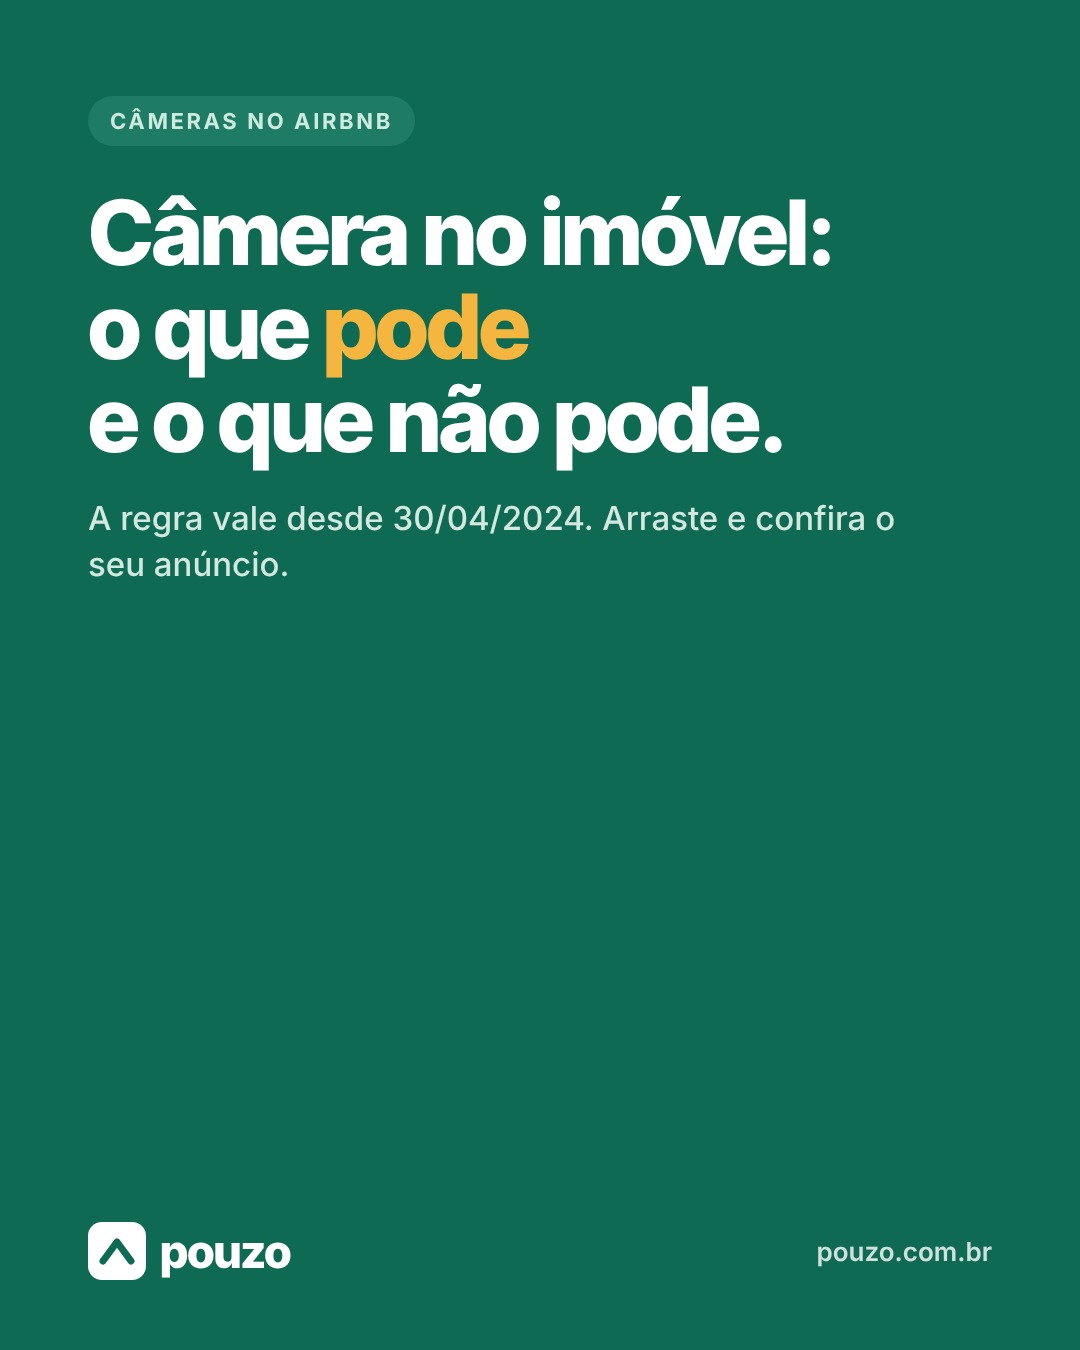 CÂMERAS NO AIRBNB
Câmera no imóvel:
o que pode
e o que não pode.
A regra vale desde 30/04/2024. Arraste e confira o
seu anúncio.
pouzo
pouzo.com.br